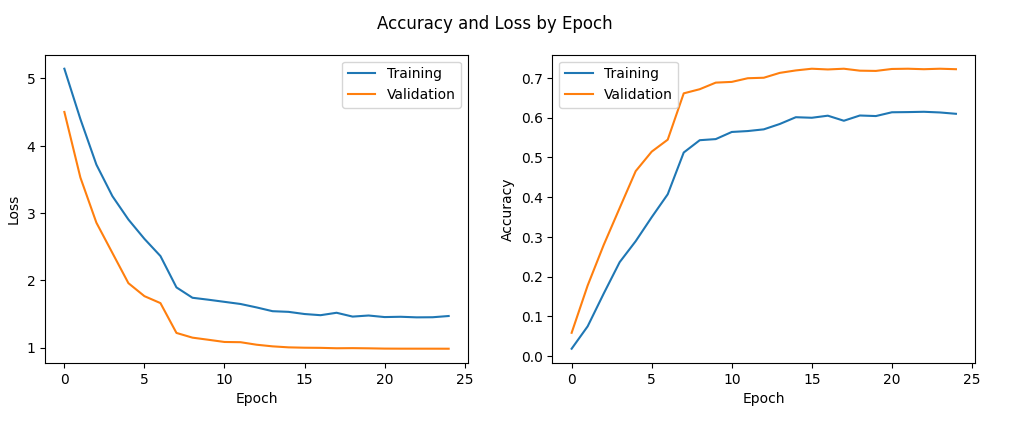 Accuracy and Loss by Epoch
Training
Validation
5
4
3
2
1
Loss
0 5 10 15 20 25
Epoch
Training
Validation
0.7
0.6
0.5
0.4
0.3
0.2
0.1
0.0
Accuracy
0 5 10 15 20 25
Epoch